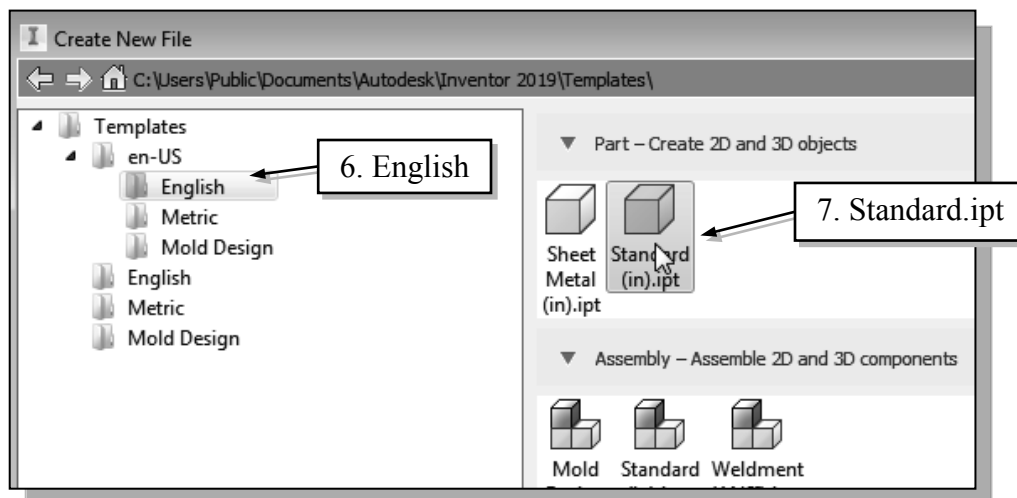 Create New File
C:\Users\Public\Documents\Autodesk\Inventor 2019\Templates\
Templates
en-US
English
Metric
Mold Design
English
Metric
Mold Design
6. English
Part – Create 2D and 3D objects
7. Standard.ipt
Sheet Metal (in).ipt
Standard (in).ipt
Assembly – Assemble 2D and 3D components
Mold
Standard
Weldment